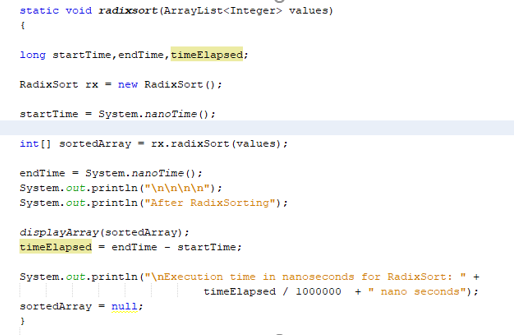 static void radixsort(ArrayList<Integer> values)
{
long startTime,endTime,timeElapsed;
RadixSort rx = new RadixSort();
startTime = System.nanoTime();
int[] sortedArray = rx.radixSort(values);
endTime = System.nanoTime();
System.out.println("\n\n\n\n");
System.out.println("After RadixSorting");
displayArray(sortedArray);
timeElapsed = endTime - startTime;
System.out.println("\nExecution time in nanoseconds for RadixSort: " +
timeElapsed / 1000000 + " nano seconds");
sortedArray = null;
}